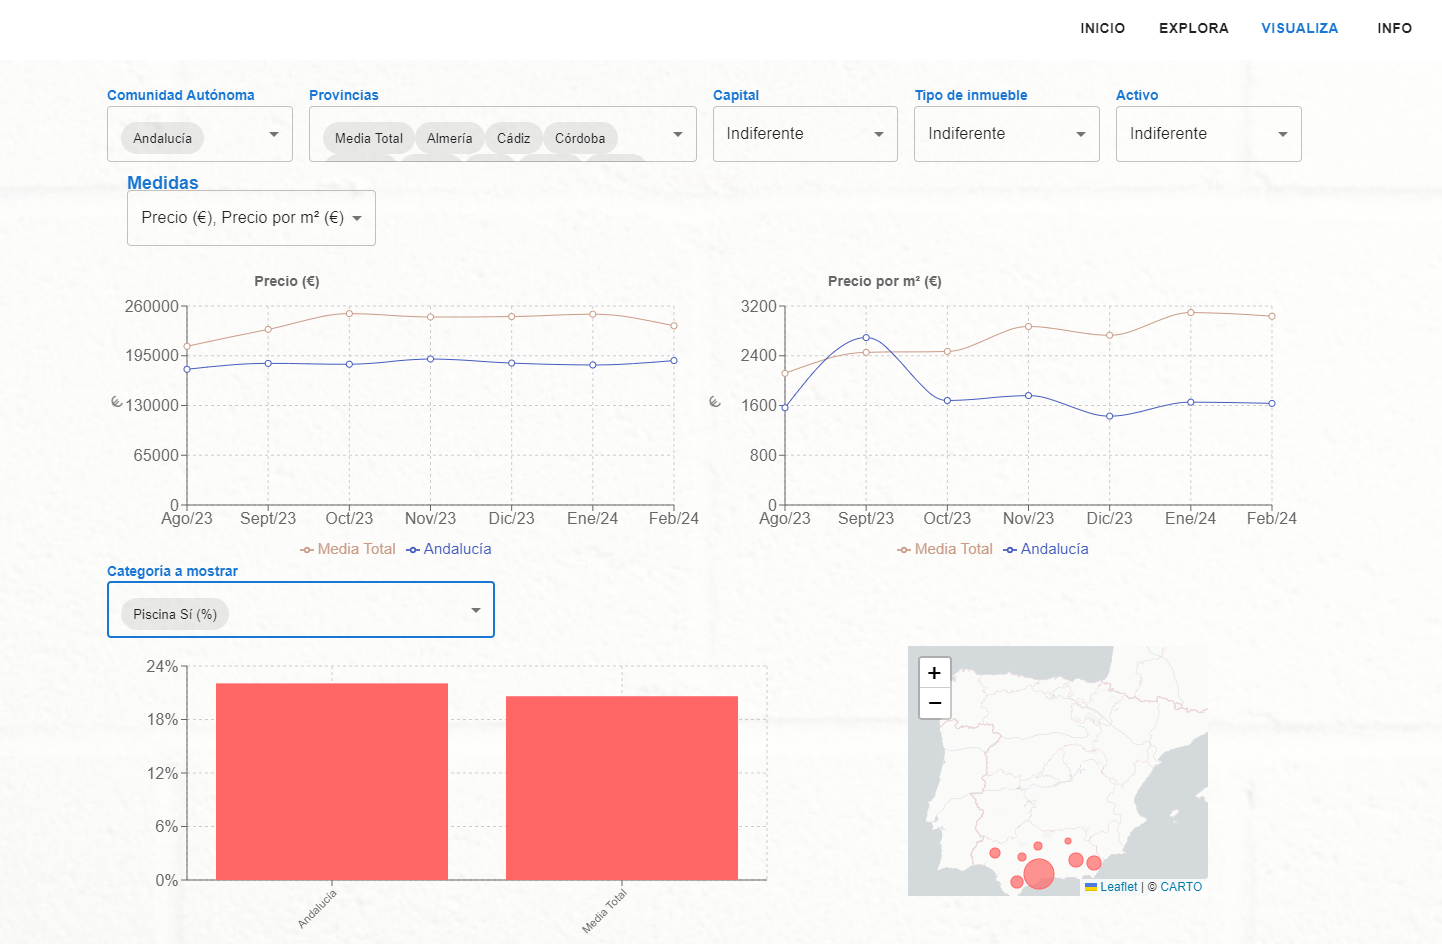 INICIO EXPLORA VISUALIZA INFO
Comunidad Autónoma Provincias Capital Tipo de inmueble Activo
Andalucía Media Total Almería Cádiz Córdoba Indiferente Indiferente Indiferente
Medidas
Precio (€), Precio por m² (€)
Precio (€)
260000
195000
€ 130000
65000
0
Ago/23 Sept/23 Oct/23 Nov/23 Dic/23 Ene/24 Feb/24
Media Total Andalucía
Precio por m² (€)
3200
2400
€ 1600
800
0
Ago/23 Sept/23 Oct/23 Nov/23 Dic/23 Ene/24 Feb/24
Media Total Andalucía
Categoría a mostrar
Piscina Sí (%)
24%
18%
12%
6%
0%
Andalucía Media Total
+
−
Leaflet | © CARTO